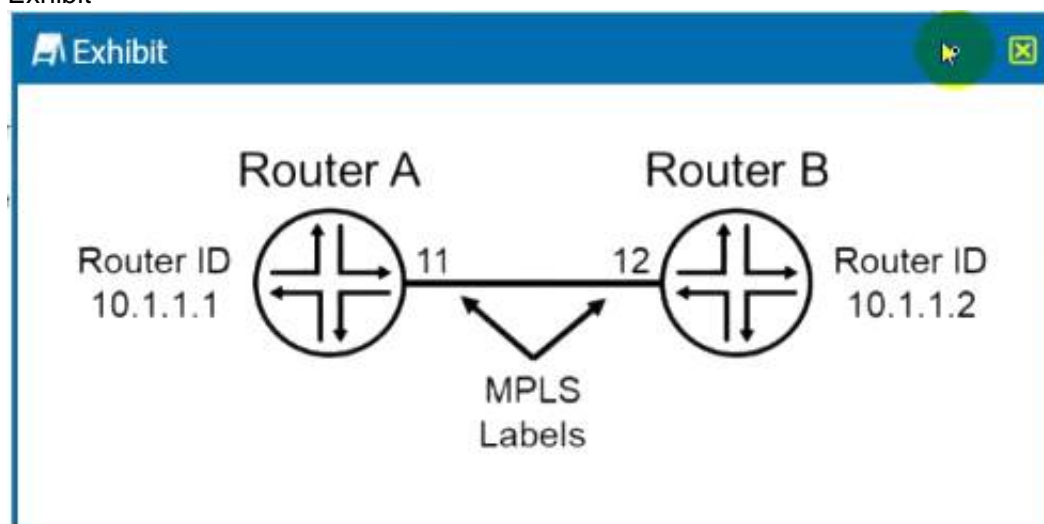 Exhibit
Exhibit
Router A
Router B
Router ID
10.1.1.1
11
12
Router ID
10.1.1.2
MPLS
Labels